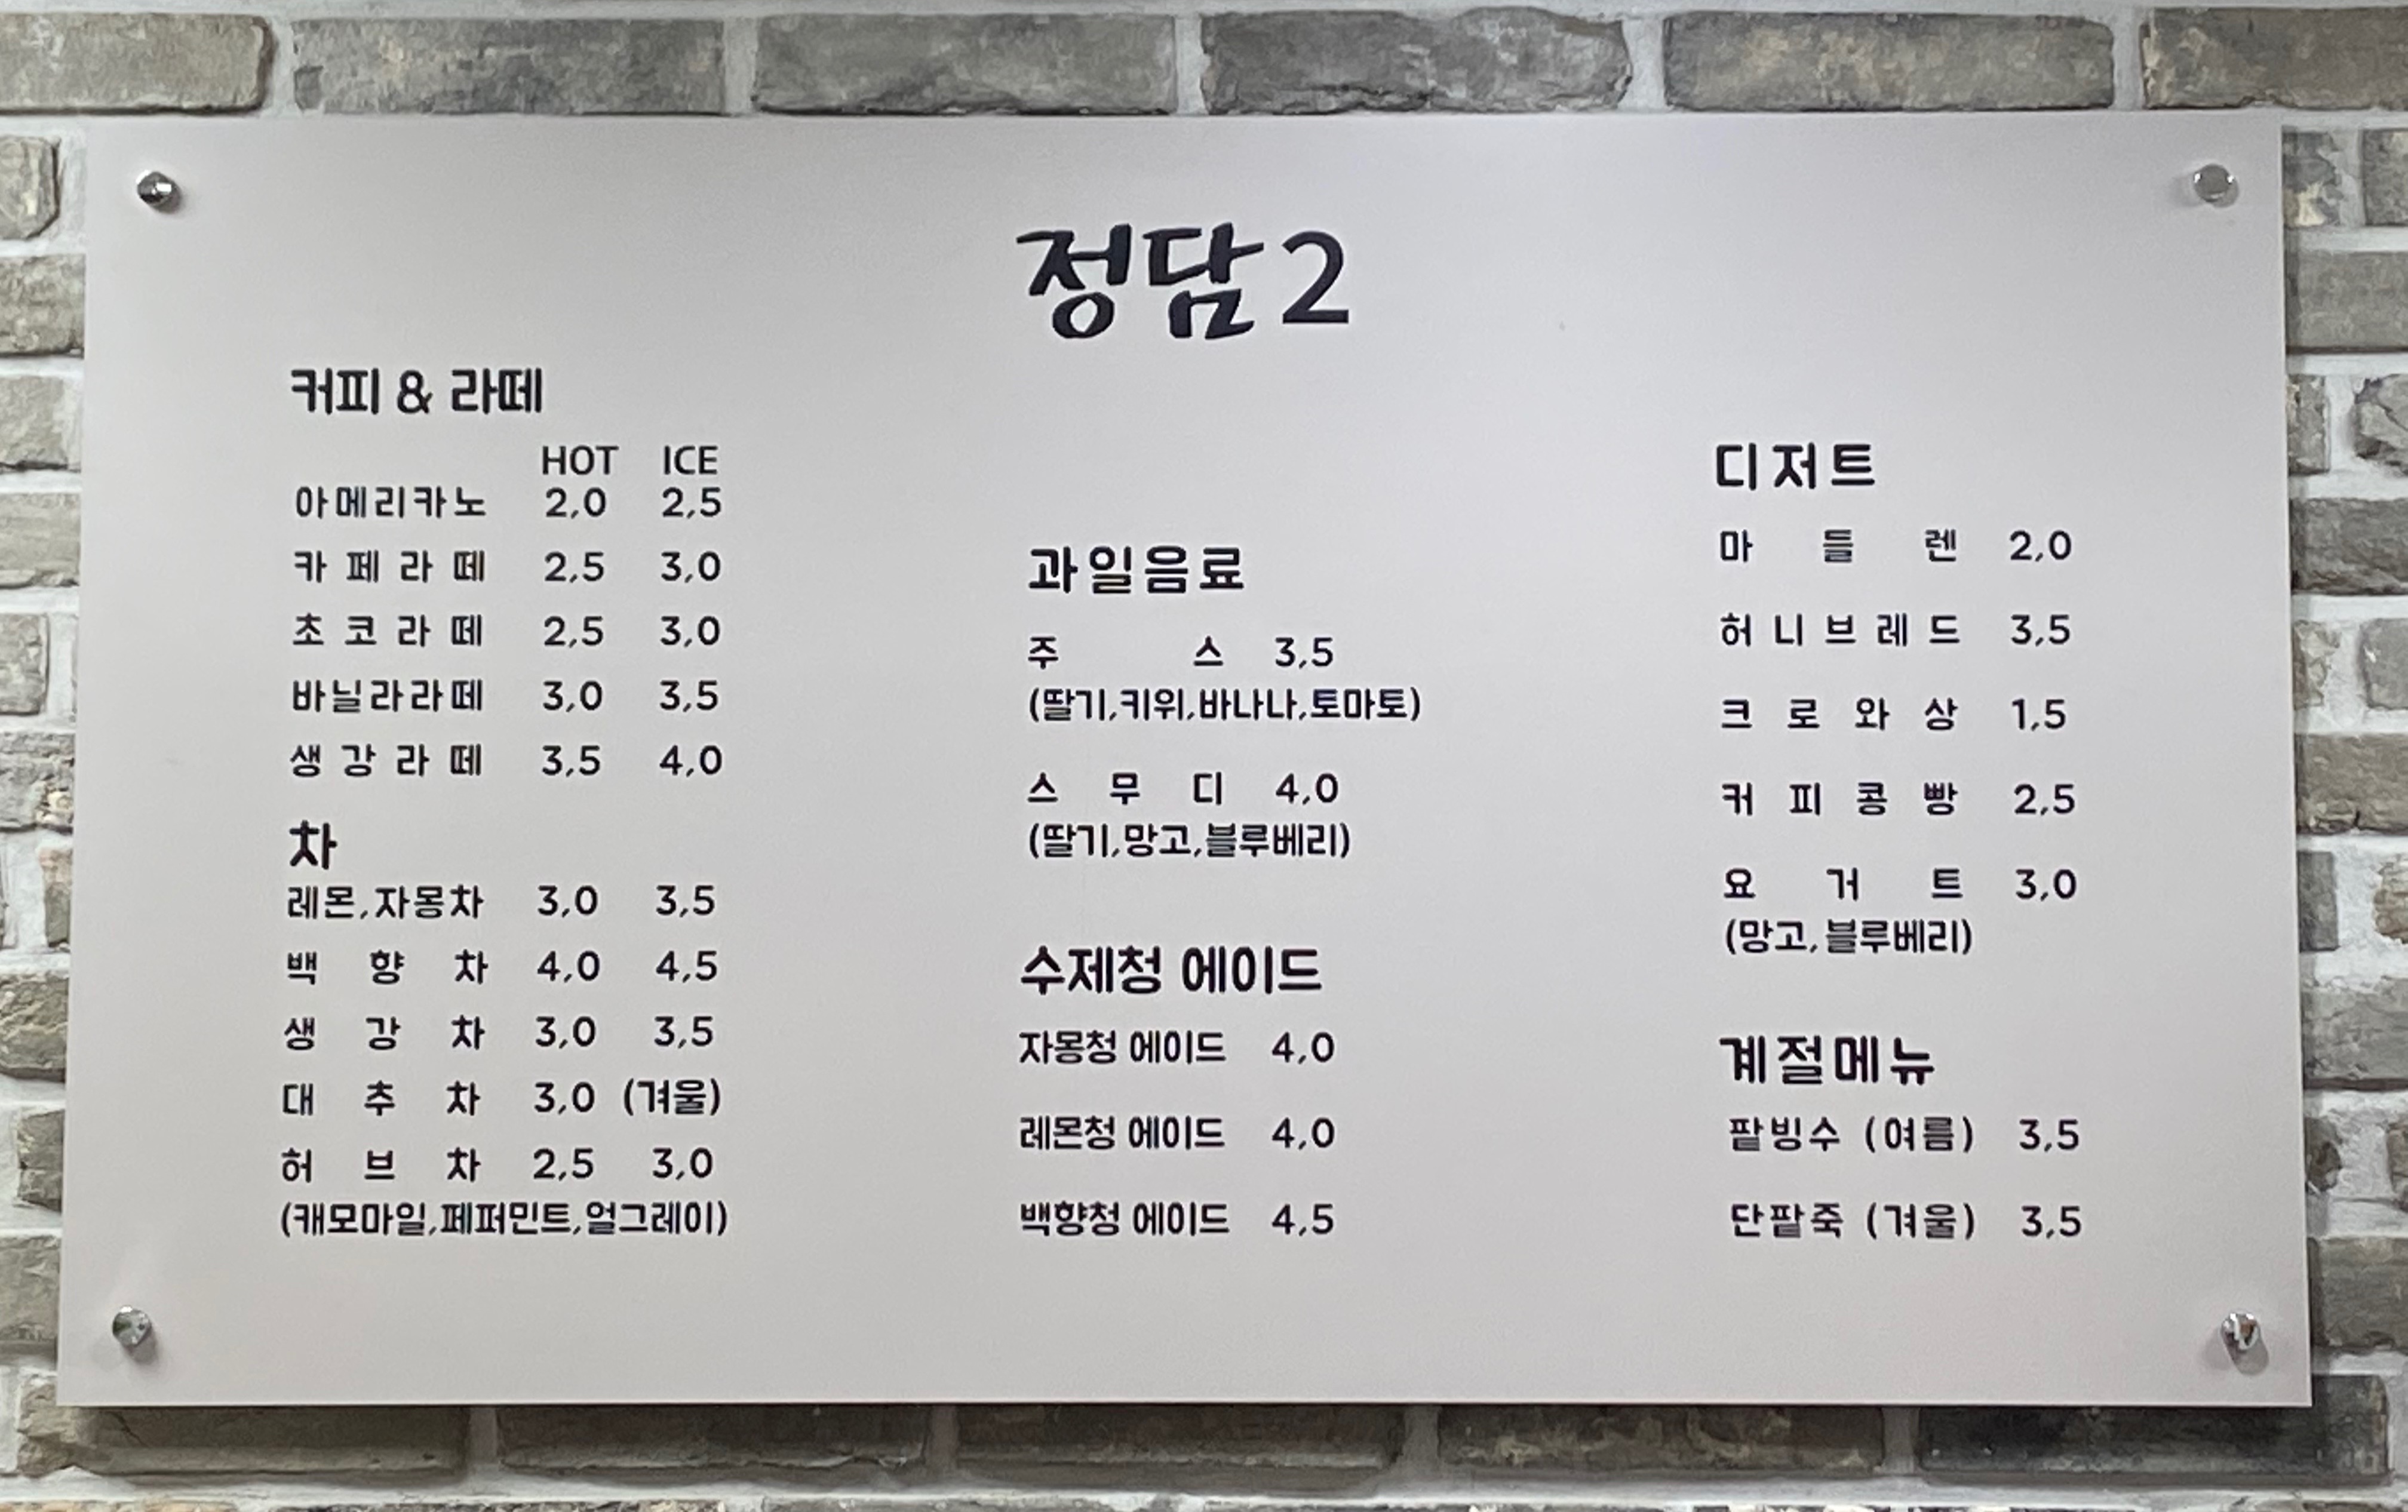 정담2
커피 & 라떼
HOT ICE
아메리카노 2,0 2,5
카페라떼 2,5 3,0
초코라떼 2,5 3,0
바닐라라떼 3,0 3,5
생강라떼 3,5 4,0
차
레몬,자몽차 3,0 3,5
백향차 4,0 4,5
생강차 3,0 3,5
대추차 3,0 (겨울)
허브차 2,5 3,0
(캐모마일,페퍼민트,얼그레이)
과일음료
주스 3,5
(딸기,키위,바나나,토마토)
스무디 4,0
(딸기,망고,블루베리)
수제청 에이드
자몽청 에이드 4,0
레몬청 에이드 4,0
백향청 에이드 4,5
디저트
마들렌 2,0
허니브레드 3,5
크로와상 1,5
커피콩빵 2,5
요거트 3,0
(망고,블루베리)
계절메뉴
팥빙수 (여름) 3,5
단팥죽 (겨울) 3,5